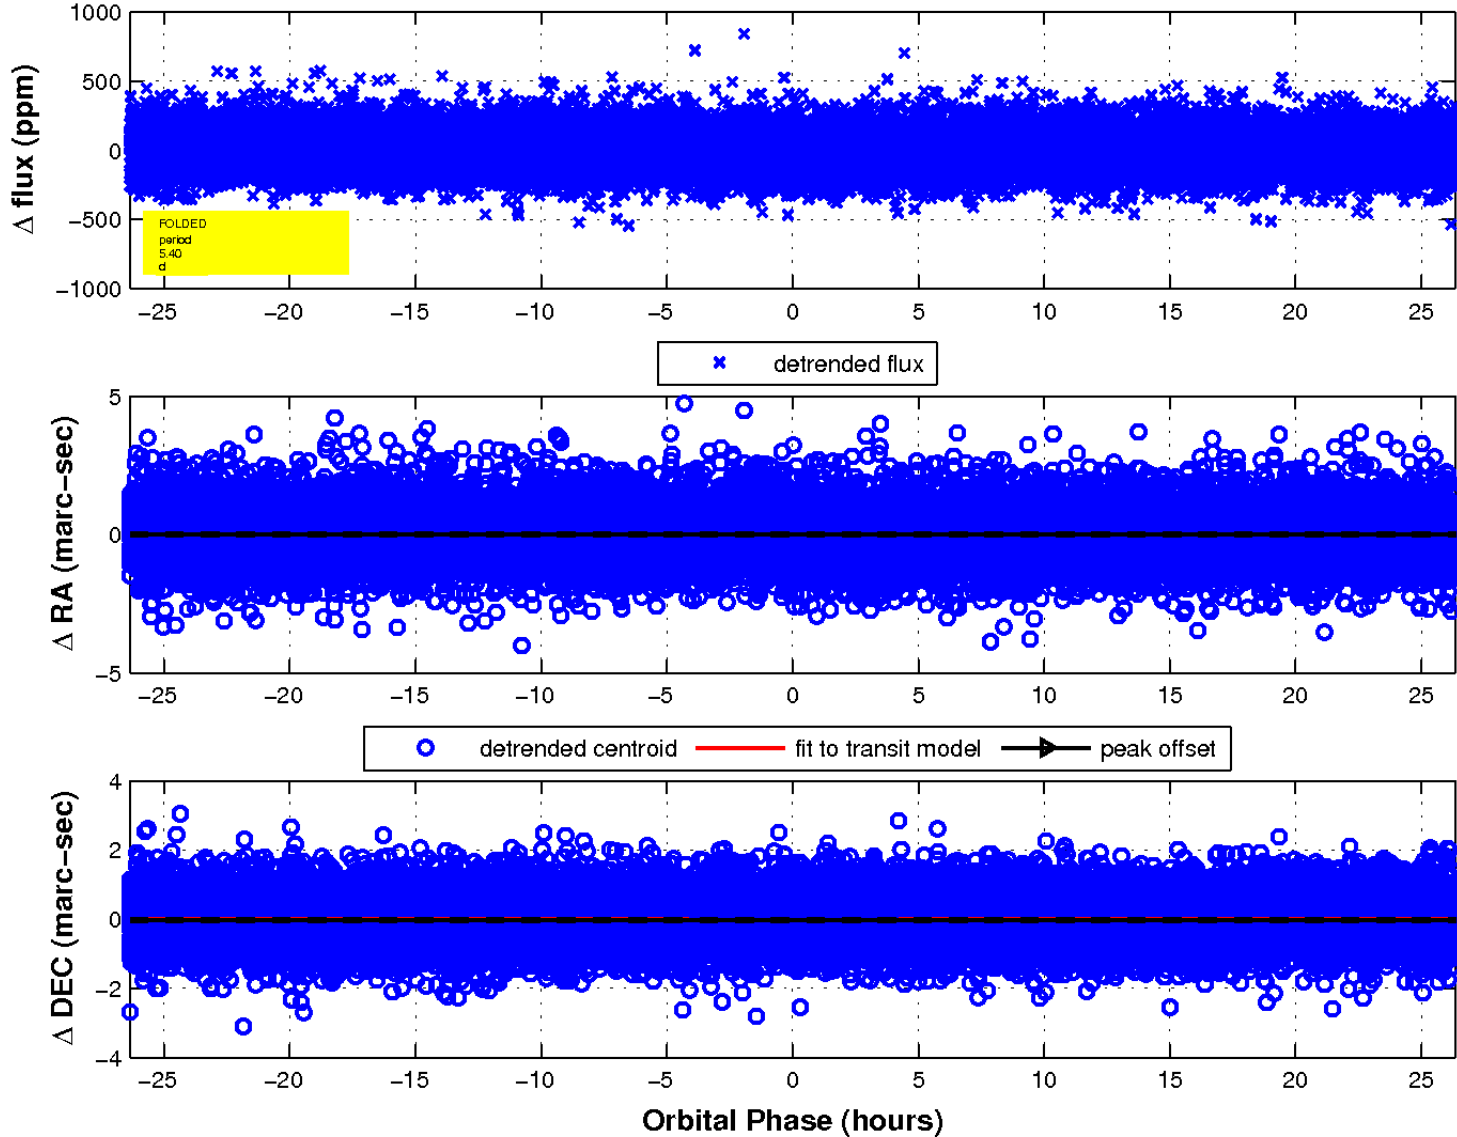 1000
500
0
−500
−1000
Δ flux (ppm)
FOLDED
period
5.40
d
−25 −20 −15 −10 −5 0 5 10 15 20 25
detrended flux
5
0
−5
Δ RA (marc−sec)
−25 −20 −15 −10 −5 0 5 10 15 20 25
detrended centroid fit to transit model peak offset
4
2
0
−2
−4
Δ DEC (marc−sec)
−25 −20 −15 −10 −5 0 5 10 15 20 25
Orbital Phase (hours)